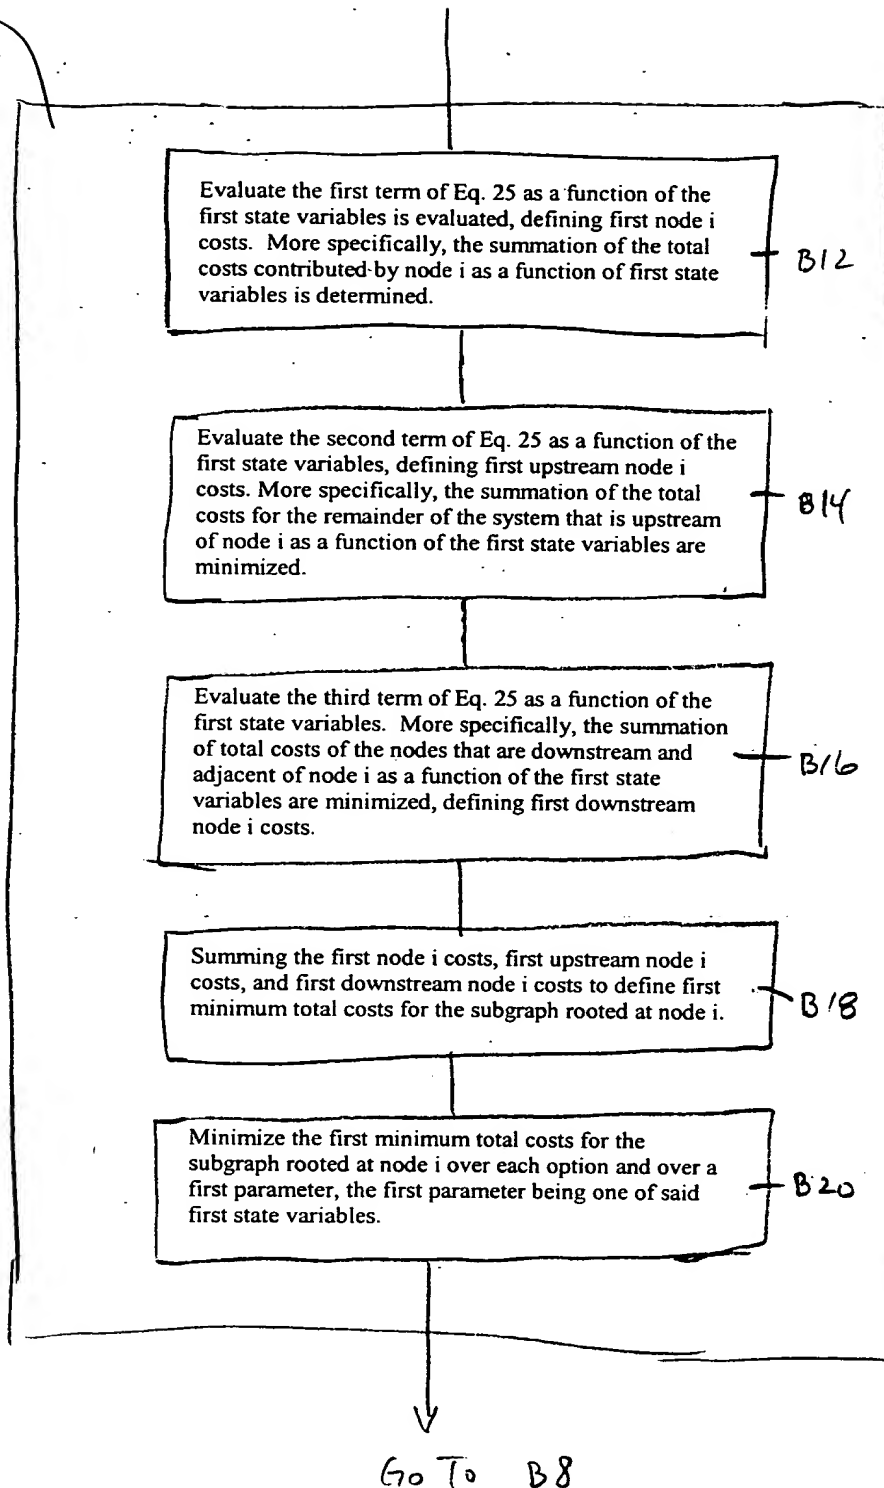 Evaluate the first term of Eq. 25 as a function of the
first state variables is evaluated, defining first node i
costs. More specifically, the summation of the total
costs contributed by node i as a function of first state
variables is determined.
B12
Evaluate the second term of Eq. 25 as a function of the
first state variables, defining first upstream node i
costs. More specifically, the summation of the total
costs for the remainder of the system that is upstream
of node i as a function of the first state variables are
minimized.
B14
Evaluate the third term of Eq. 25 as a function of the
first state variables. More specifically, the summation
of total costs of the nodes that are downstream and
adjacent of node i as a function of the first state
variables are minimized, defining first downstream
node i costs.
B16
Summing the first node i costs, first upstream node i
costs, and first downstream node i costs to define first
minimum total costs for the subgraph rooted at node i.
B18
Minimize the first minimum total costs for the
subgraph rooted at node i over each option and over a
first parameter, the first parameter being one of said
first state variables.
B20
Go To B8